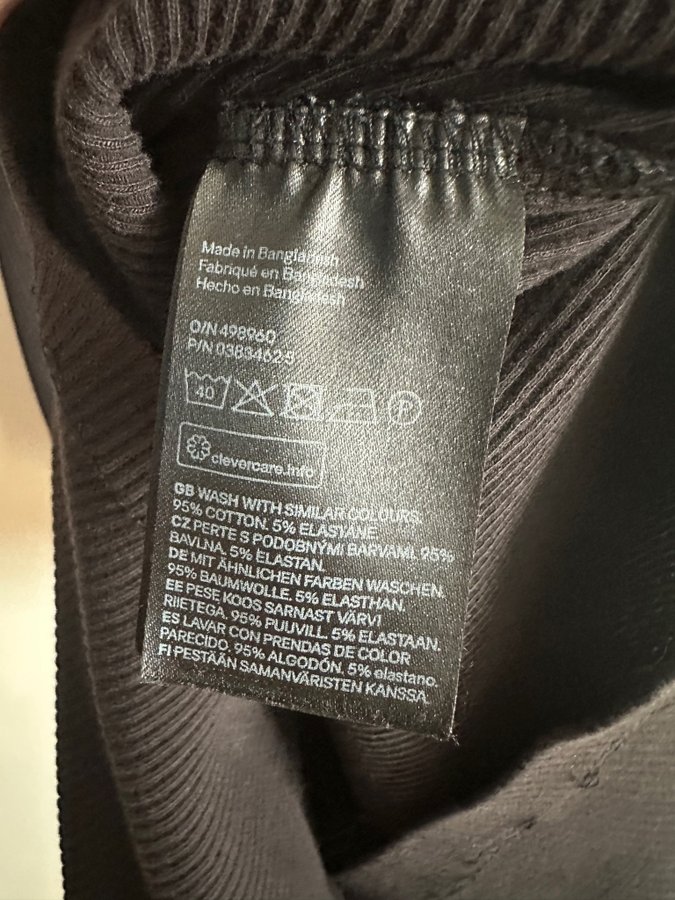 Made in Bangladesh
Fabriqué en Bangladesh
Hecho en Bangladesh
O/N 498960
P/N 0383462-5
40
F
clevercare.info
GB WASH WITH SIMILAR COLOURS.
95% COTTON. 5% ELASTANE
CZ PERTE S PODOBNÝMI BARVAMI. 95%
BAVLNA. 5% ELASTAN.
DE MIT ÄHNLICHEN FARBEN WASCHEN.
95% BAUMWOLLE. 5% ELASTHAN.
EE PESE KOOS SARNAST VÄRVI
RIIETEGA. 95% PUUVILL. 5% ELASTAAN.
ES LAVAR CON PRENDAS DE COLOR
PARECIDO. 95% ALGODÓN. 5% elastano.
FI PESTÄÄN SAMANVÄRISTEN KANSSA.